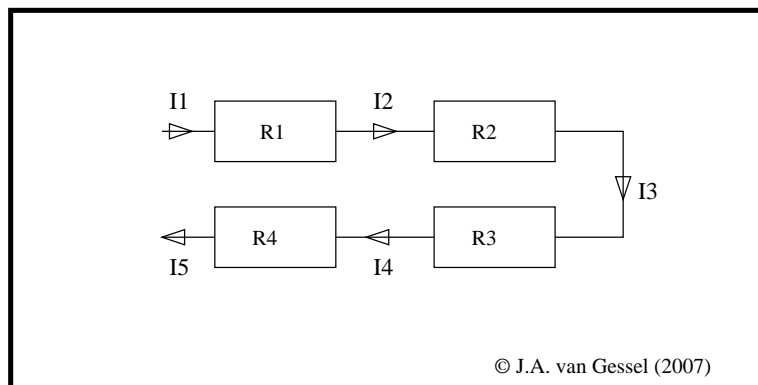 I1 I2
R1 R2
I3
R4 R3
I5 I4
© J.A. van Gessel (2007)